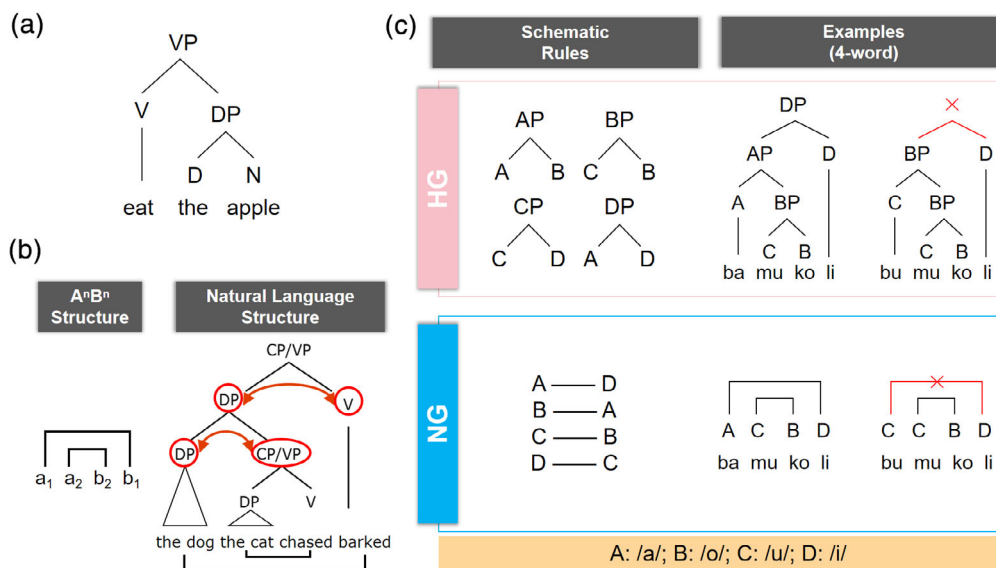 (a)
VP
V DP
D N
eat the apple
(b)
AⁿBⁿ
Structure
Natural Language
Structure
CP/VP
DP V
DP CP/VP
DP V
a₁ a₂ b₂ b₁
the dog the cat chased barked
(c)
Schematic
Rules
Examples
(4-word)
HG
AP BP
A B C B
CP DP
C D A D
DP
AP D
A BP
C B
ba mu ko li
×
BP D
C BP
C B
bu mu ko li
NG
A D
B A
C B
D C
A C B D
ba mu ko li
×
C C B D
bu mu ko li
A: /a/; B: /o/; C: /u/; D: /i/